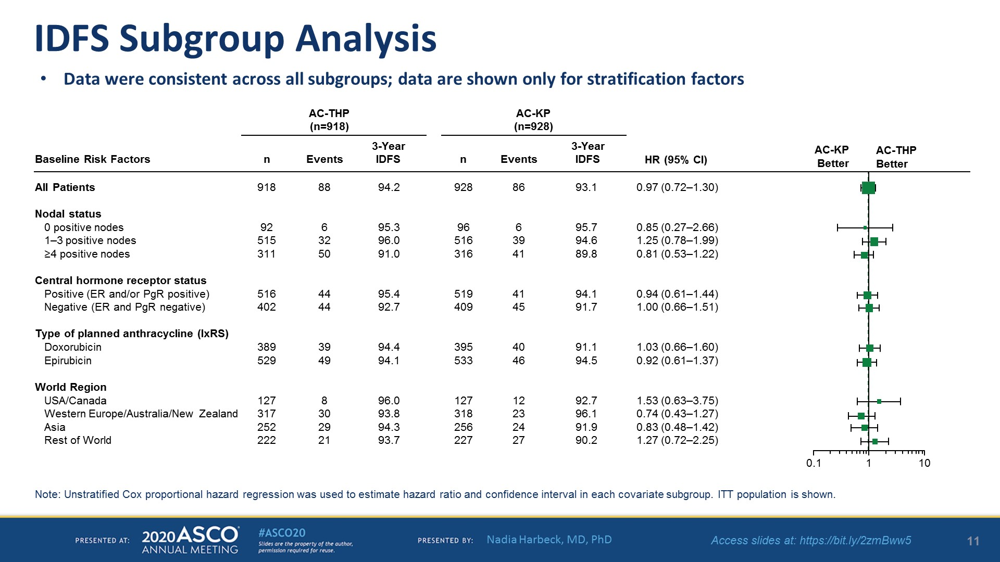 IDFS Subgroup Analysis
• Data were consistent across all subgroups; data are shown only for stratification factors
AC-THP AC-KP
(n=918) (n=928)
Baseline Risk Factors n Events 3-Year IDFS n Events 3-Year IDFS HR (95% CI) AC-KP Better AC-THP Better
All Patients 918 88 94.2 928 86 93.1 0.97 (0.72–1.30)
Nodal status
0 positive nodes 92 6 95.3 96 6 95.7 0.85 (0.27–2.66)
1–3 positive nodes 515 32 96.0 516 39 94.6 1.25 (0.78–1.99)
≥4 positive nodes 311 50 91.0 316 41 89.8 0.81 (0.53–1.22)
Central hormone receptor status
Positive (ER and/or PgR positive) 516 44 95.4 519 41 94.1 0.94 (0.61–1.44)
Negative (ER and PgR negative) 402 44 92.7 409 45 91.7 1.00 (0.66–1.51)
Type of planned anthracycline (IxRS)
Doxorubicin 389 39 94.4 395 40 91.1 1.03 (0.66–1.60)
Epirubicin 529 49 94.1 533 46 94.5 0.92 (0.61–1.37)
World Region
USA/Canada 127 8 96.0 127 12 92.7 1.53 (0.63–3.75)
Western Europe/Australia/New Zealand 317 30 93.8 318 23 96.1 0.74 (0.43–1.27)
Asia 252 29 94.3 256 24 91.9 0.83 (0.48–1.42)
Rest of World 222 21 93.7 227 27 90.2 1.27 (0.72–2.25)
0.1 1 10
Note: Unstratified Cox proportional hazard regression was used to estimate hazard ratio and confidence interval in each covariate subgroup. ITT population is shown.
PRESENTED AT: 2020 ASCO® ANNUAL MEETING
#ASCO20
Slides are the property of the author,
permission required for reuse.
PRESENTED BY: Nadia Harbeck, MD, PhD
Access slides at: https://bit.ly/2zmBww5
11